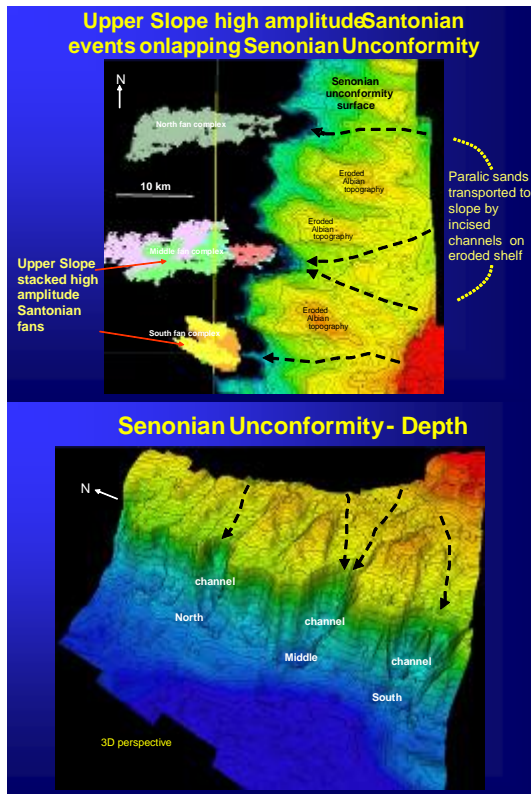 Upper Slope high amplitude Santonian
events onlapping Senonian Unconformity
N
Senonian
unconformity
surface
North fan complex
10 km
Eroded
Albian
topography
Eroded
Albian
topography
Paralic sands
transported to
slope by
incised
channels on
eroded shelf
Middle fan complex
Upper Slope
stacked high
amplitude
Santonian
fans
Eroded
Albian
topography
South fan complex
Senonian Unconformity - Depth
N
channel
North
channel
Middle
channel
South
3D perspective